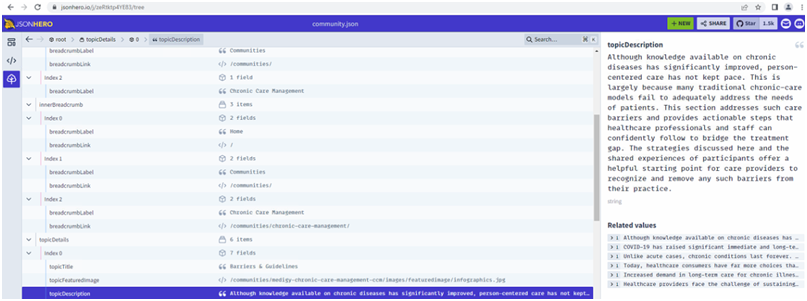 jsonhero.io/j/zeRtktp4YE83/tree
JSONHERO
community.json
+ NEW
SHARE
Star
1.5k
root > topicDetails > 0 > topicDescription
Search...
⌘ K
breadcrumbLabel Communities
breadcrumbLink /communities/
Index 2 1 field
breadcrumbLabel Chronic Care Management
innerBreadcrumb 3 items
Index 0 2 fields
breadcrumbLabel Home
breadcrumbLink /
Index 1 2 fields
breadcrumbLabel Communities
breadcrumbLink /communities/
Index 2 2 fields
breadcrumbLabel Chronic Care Management
breadcrumbLink /communities/chronic-care-management/
topicDetails 6 items
Index 0 7 fields
topicTitle Barriers & Guidelines
topicFeaturedImage /communities/medigy-chronic-care-management-ccm/images/featuredimage/infographics.jpg
topicDescription Although knowledge available on chronic diseases has significantly improved, person-centered care has not kept...
topicDescription
Although knowledge available on chronic
diseases has significantly improved, person-
centered care has not kept pace. This is
largely because many traditional chronic-care
models fail to adequately address the needs
of patients. This section addresses such care
barriers and provides actionable steps that
healthcare professionals and staff can
confidently follow to bridge the treatment
gap. The strategies discussed here and the
shared experiences of participants offer a
helpful starting point for care providers to
recognize and remove any such barriers from
their practice.
string
Related values
> 1 Although knowledge available on chronic diseases has ...
> 1 COVID-19 has raised significant immediate and long-te...
> 1 Unlike acute cases, chronic conditions last forever. ...
> 1 Today, healthcare consumers have far more choices tha...
> 1 Increased demand in long-term care for chronic illnes...
> 1 Healthcare providers face the challenge of sustaining...